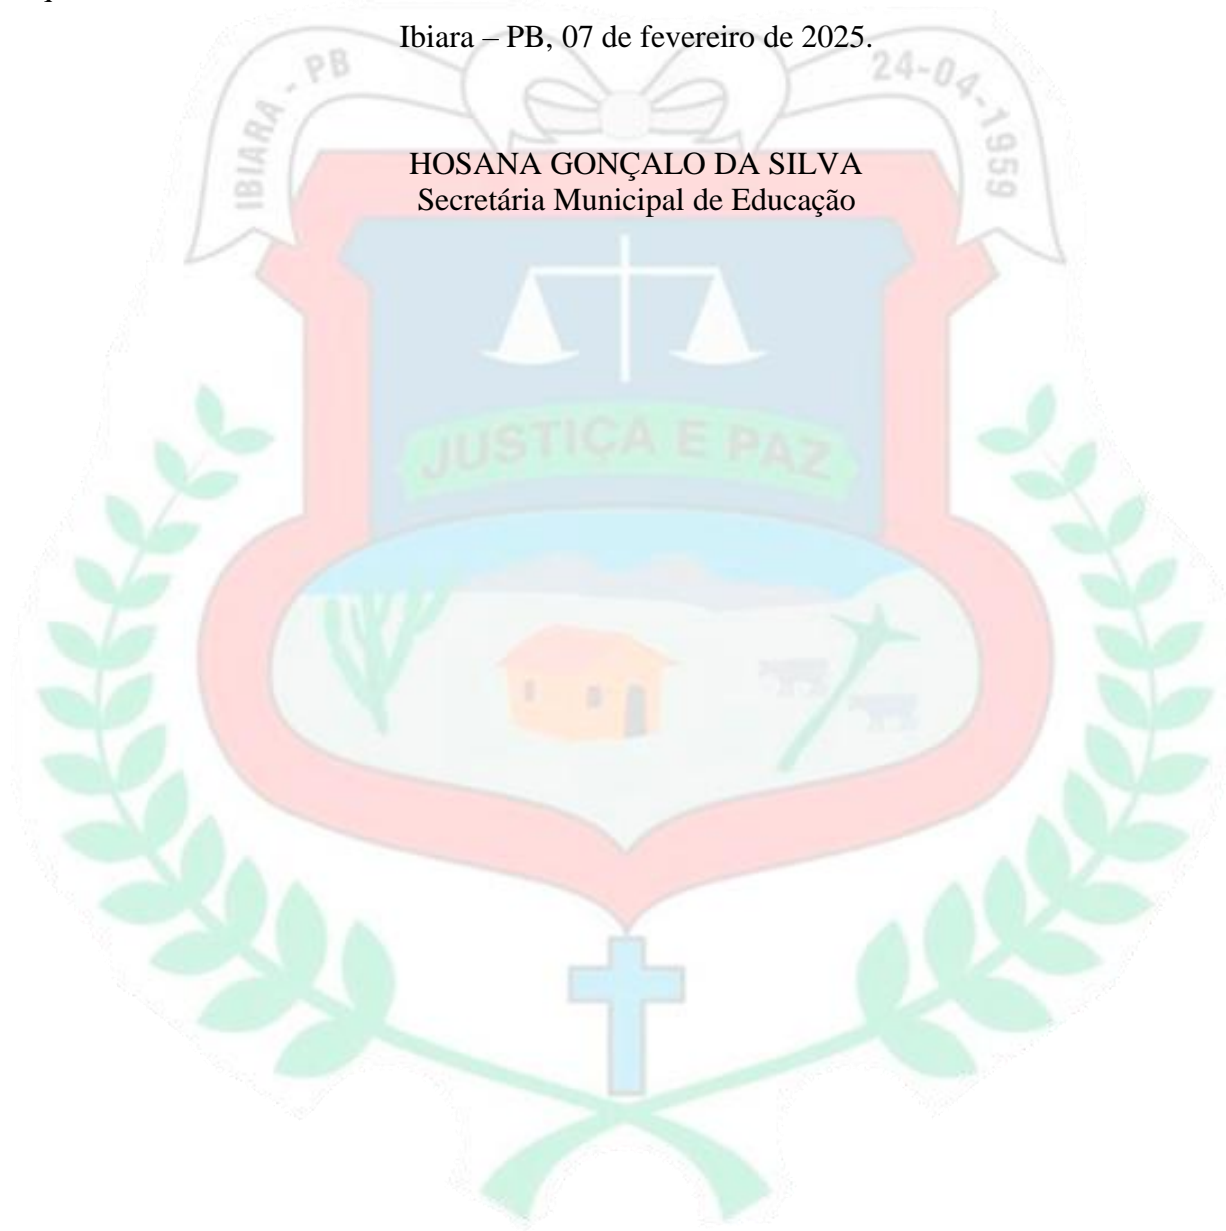 Ibiara – PB, 07 de fevereiro de 2025.
IBIARA - PB
24-04-1959
HOSANA GONÇALO DA SILVA
Secretária Municipal de Educação
JUSTIÇA E PAZ